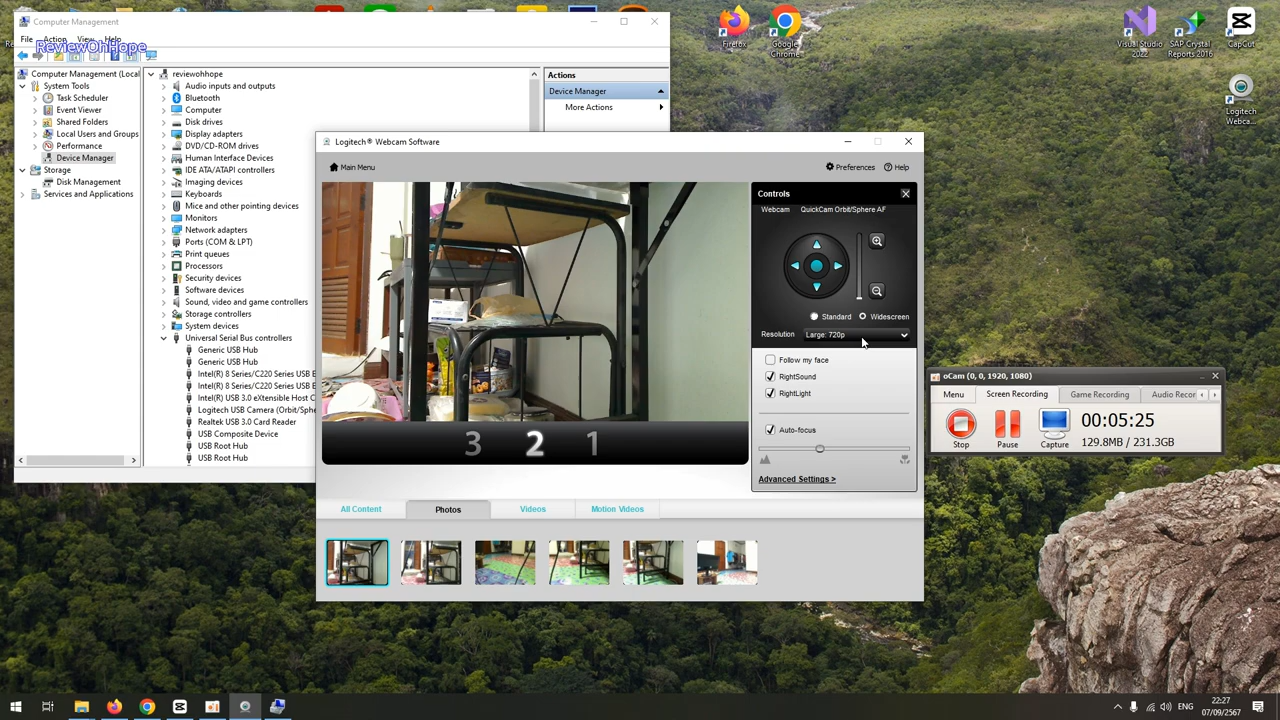 Computer Management
File Action View Help
ReviewOhHope
Computer Management (Local
System Tools
Task Scheduler
Event Viewer
Shared Folders
Local Users and Groups
Performance
Device Manager
Storage
Disk Management
Services and Applications
reviewohhope
Audio inputs and outputs
Bluetooth
Computer
Disk drives
Display adapters
DVD/CD-ROM drives
Human Interface Devices
IDE ATA/ATAPI controllers
Imaging devices
Keyboards
Mice and other pointing devices
Monitors
Network adapters
Ports (COM & LPT)
Print queues
Processors
Security devices
Software devices
Sound, video and game controllers
Storage controllers
System devices
Universal Serial Bus controllers
Generic USB Hub
Generic USB Hub
Intel(R) 8 Series/C220 Series USB E
Intel(R) 8 Series/C220 Series USB E
Intel(R) USB 3.0 eXtensible Host C
Logitech USB Camera (Orbit/Sphe
Realtek USB 3.0 Card Reader
USB Composite Device
USB Root Hub
USB Root Hub
Actions
Device Manager
More Actions
Firefox
Google Chrome
Visual Studio 2022
SAP Crystal Reports 2016
CapCut
Logitech Webca...
Logitech® Webcam Software
Main Menu
Preferences
Help
3 2 1
Controls
Webcam QuickCam Orbit/Sphere AF
Standard Widescreen
Resolution Large: 720p
Follow my face
RightSound
RightLight
Auto-focus
Advanced Settings >
All Content Photos Videos Motion Videos
oCam (0, 0, 1920, 1080)
Menu Screen Recording Game Recording Audio Recor
Stop Pause Capture
00:05:25
129.8MB / 231.3GB
ENG
22:27
07/09/2567